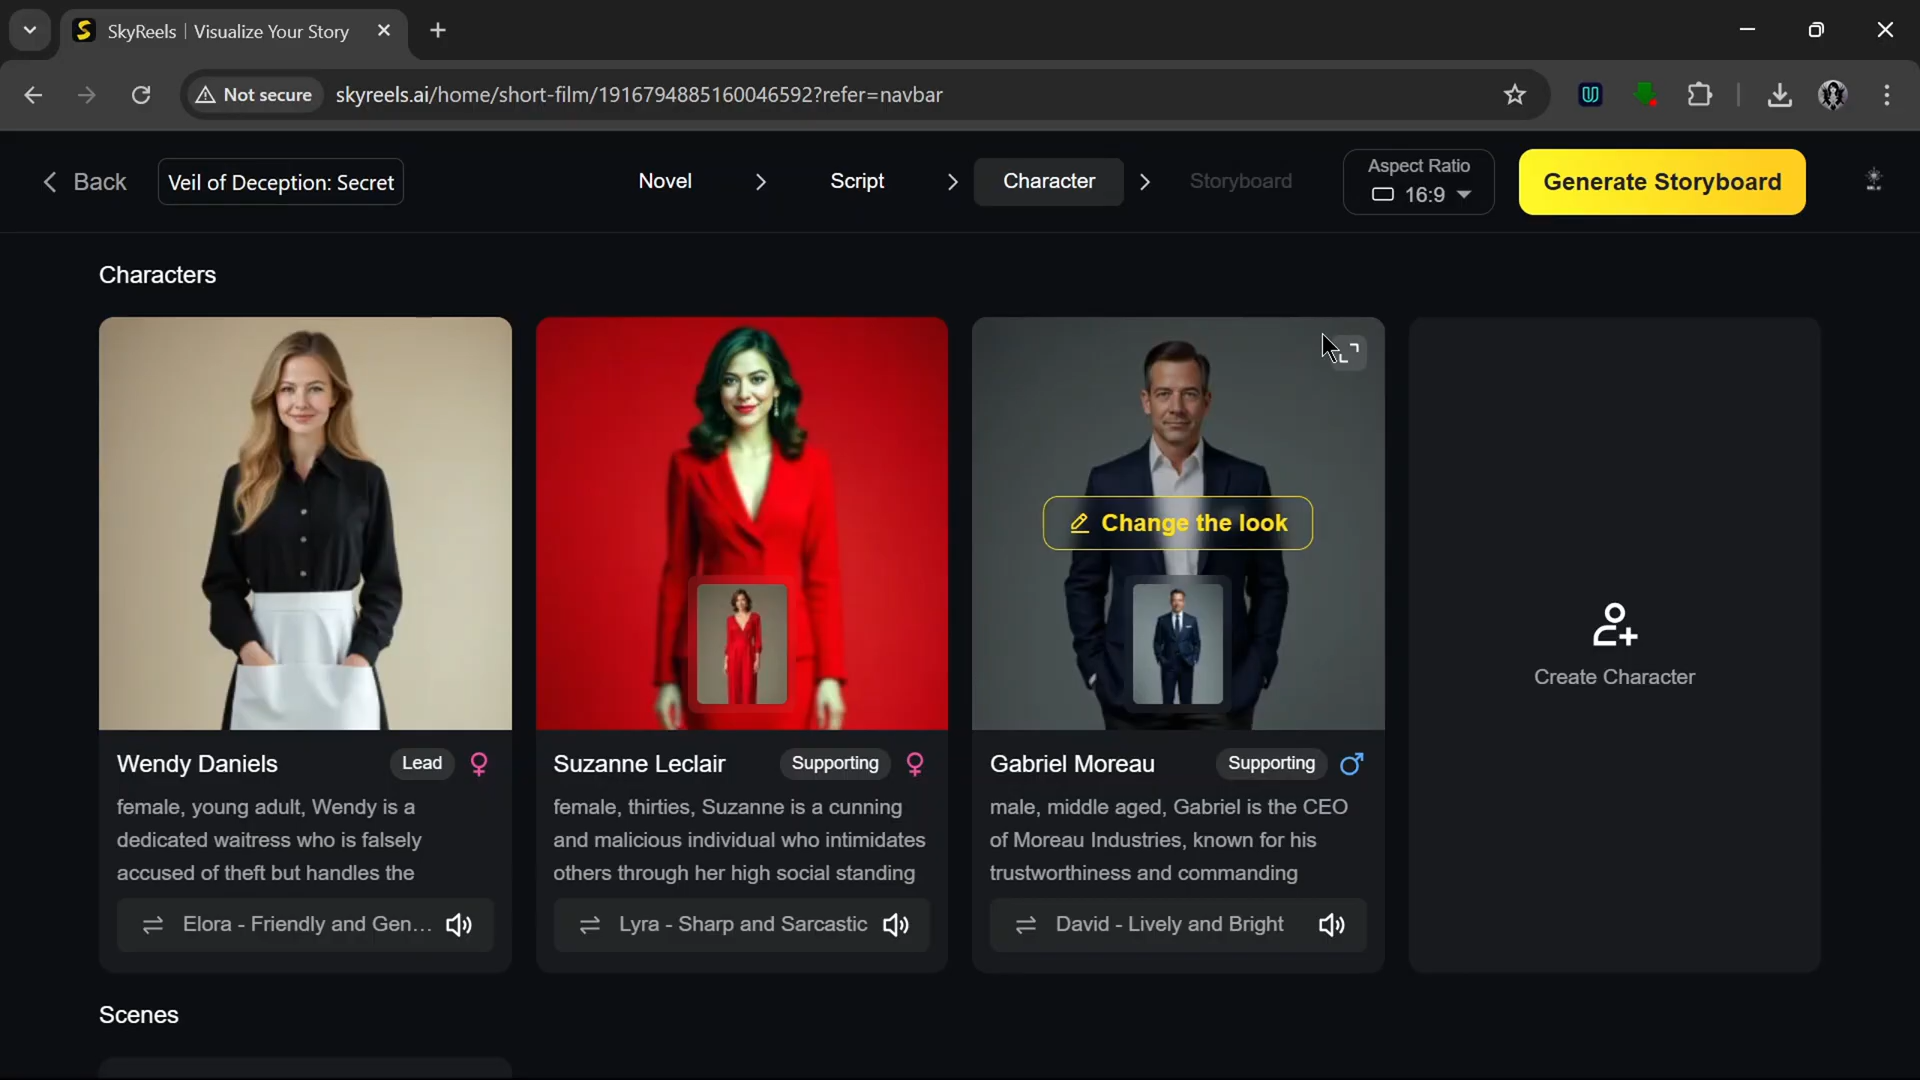 SkyReels | Visualize Your Story
Not secure
skyreels.ai/home/short-film/1916794885160046592?refer=navbar
Back
Veil of Deception: Secret
Novel
Script
Character
Storyboard
Aspect Ratio
16:9
Generate Storyboard
Characters
Change the look
Create Character
Wendy Daniels
Lead
female, young adult, Wendy is a
dedicated waitress who is falsely
accused of theft but handles the
Elora - Friendly and Gen...
Suzanne Leclair
Supporting
female, thirties, Suzanne is a cunning
and malicious individual who intimidates
others through her high social standing
Lyra - Sharp and Sarcastic
Gabriel Moreau
Supporting
male, middle aged, Gabriel is the CEO
of Moreau Industries, known for his
trustworthiness and commanding
David - Lively and Bright
Scenes